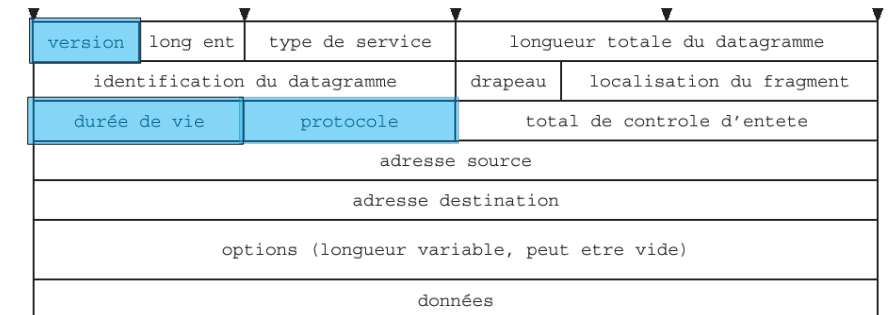 version long ent type de service longueur totale du datagramme
identification du datagramme drapeau localisation du fragment
durée de vie protocole total de controle d'entete
adresse source
adresse destination
options (longueur variable, peut etre vide)
données